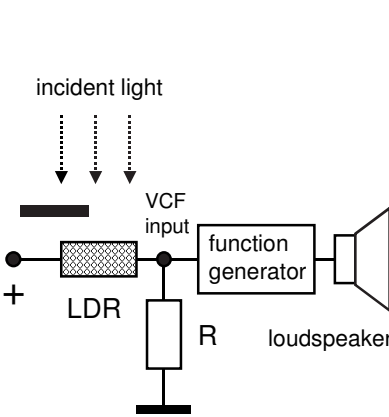 incident light
VCF
input
function
generator
+
LDR
R
loudspeaker